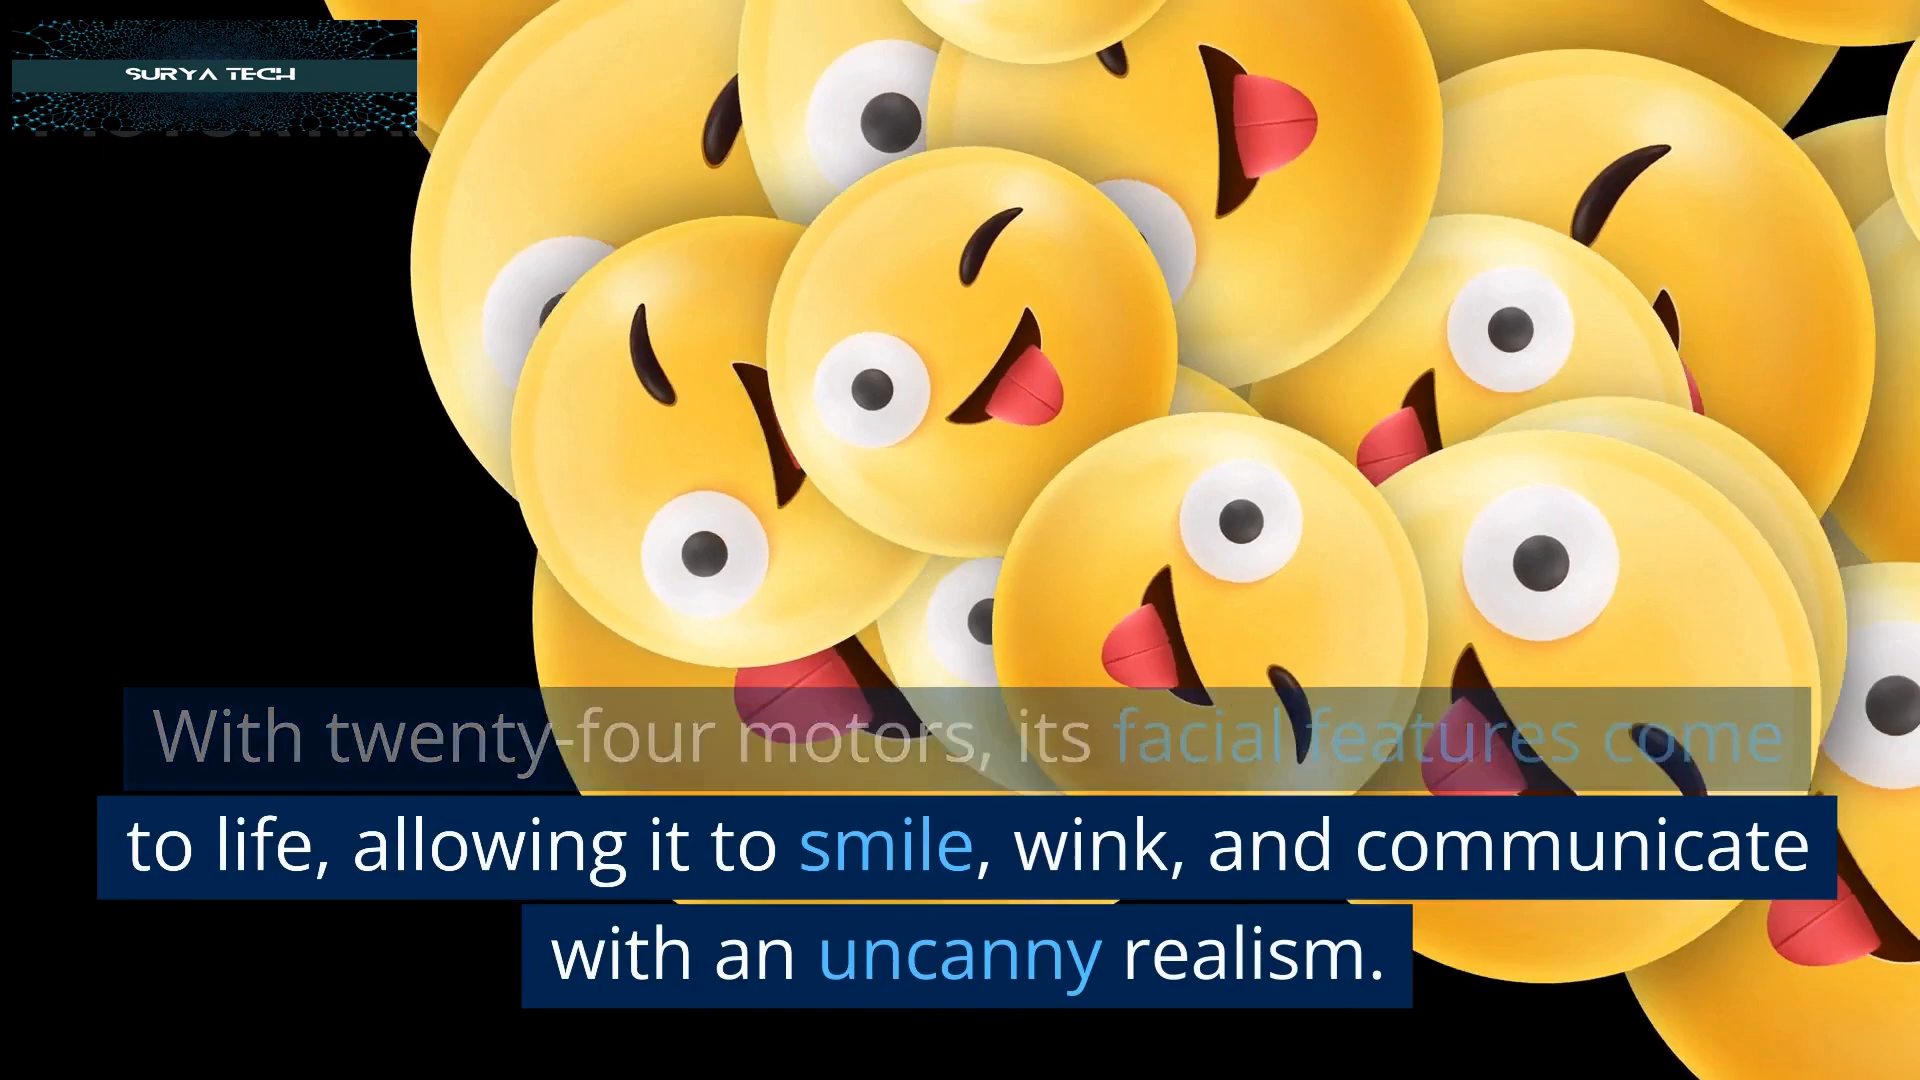 SURYA TECH
With twenty-four motors, its facial features come
to life, allowing it to smile, wink, and communicate
with an uncanny realism.